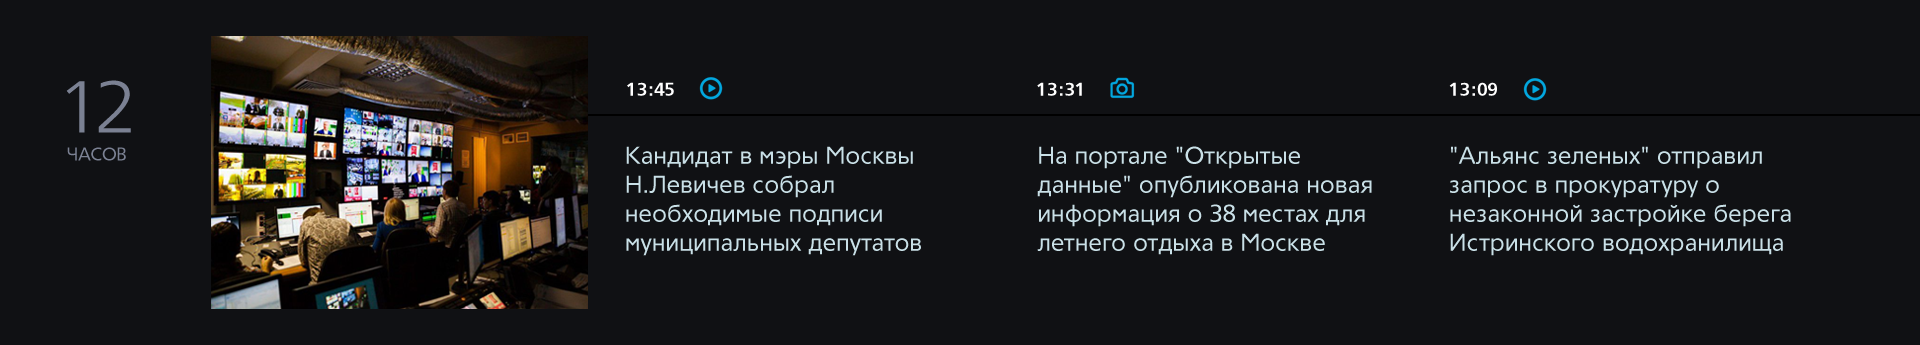 12
ЧАСОВ
13:45
Кандидат в мэры Москвы
Н.Левичев собрал
необходимые подписи
муниципальных депутатов
13:31
На портале "Открытые
данные" опубликована новая
информация о 38 местах для
летнего отдыха в Москве
13:09
"Альянс зеленых" отправил
запрос в прокуратуру о
незаконной застройке берега
Истринского водохранилища